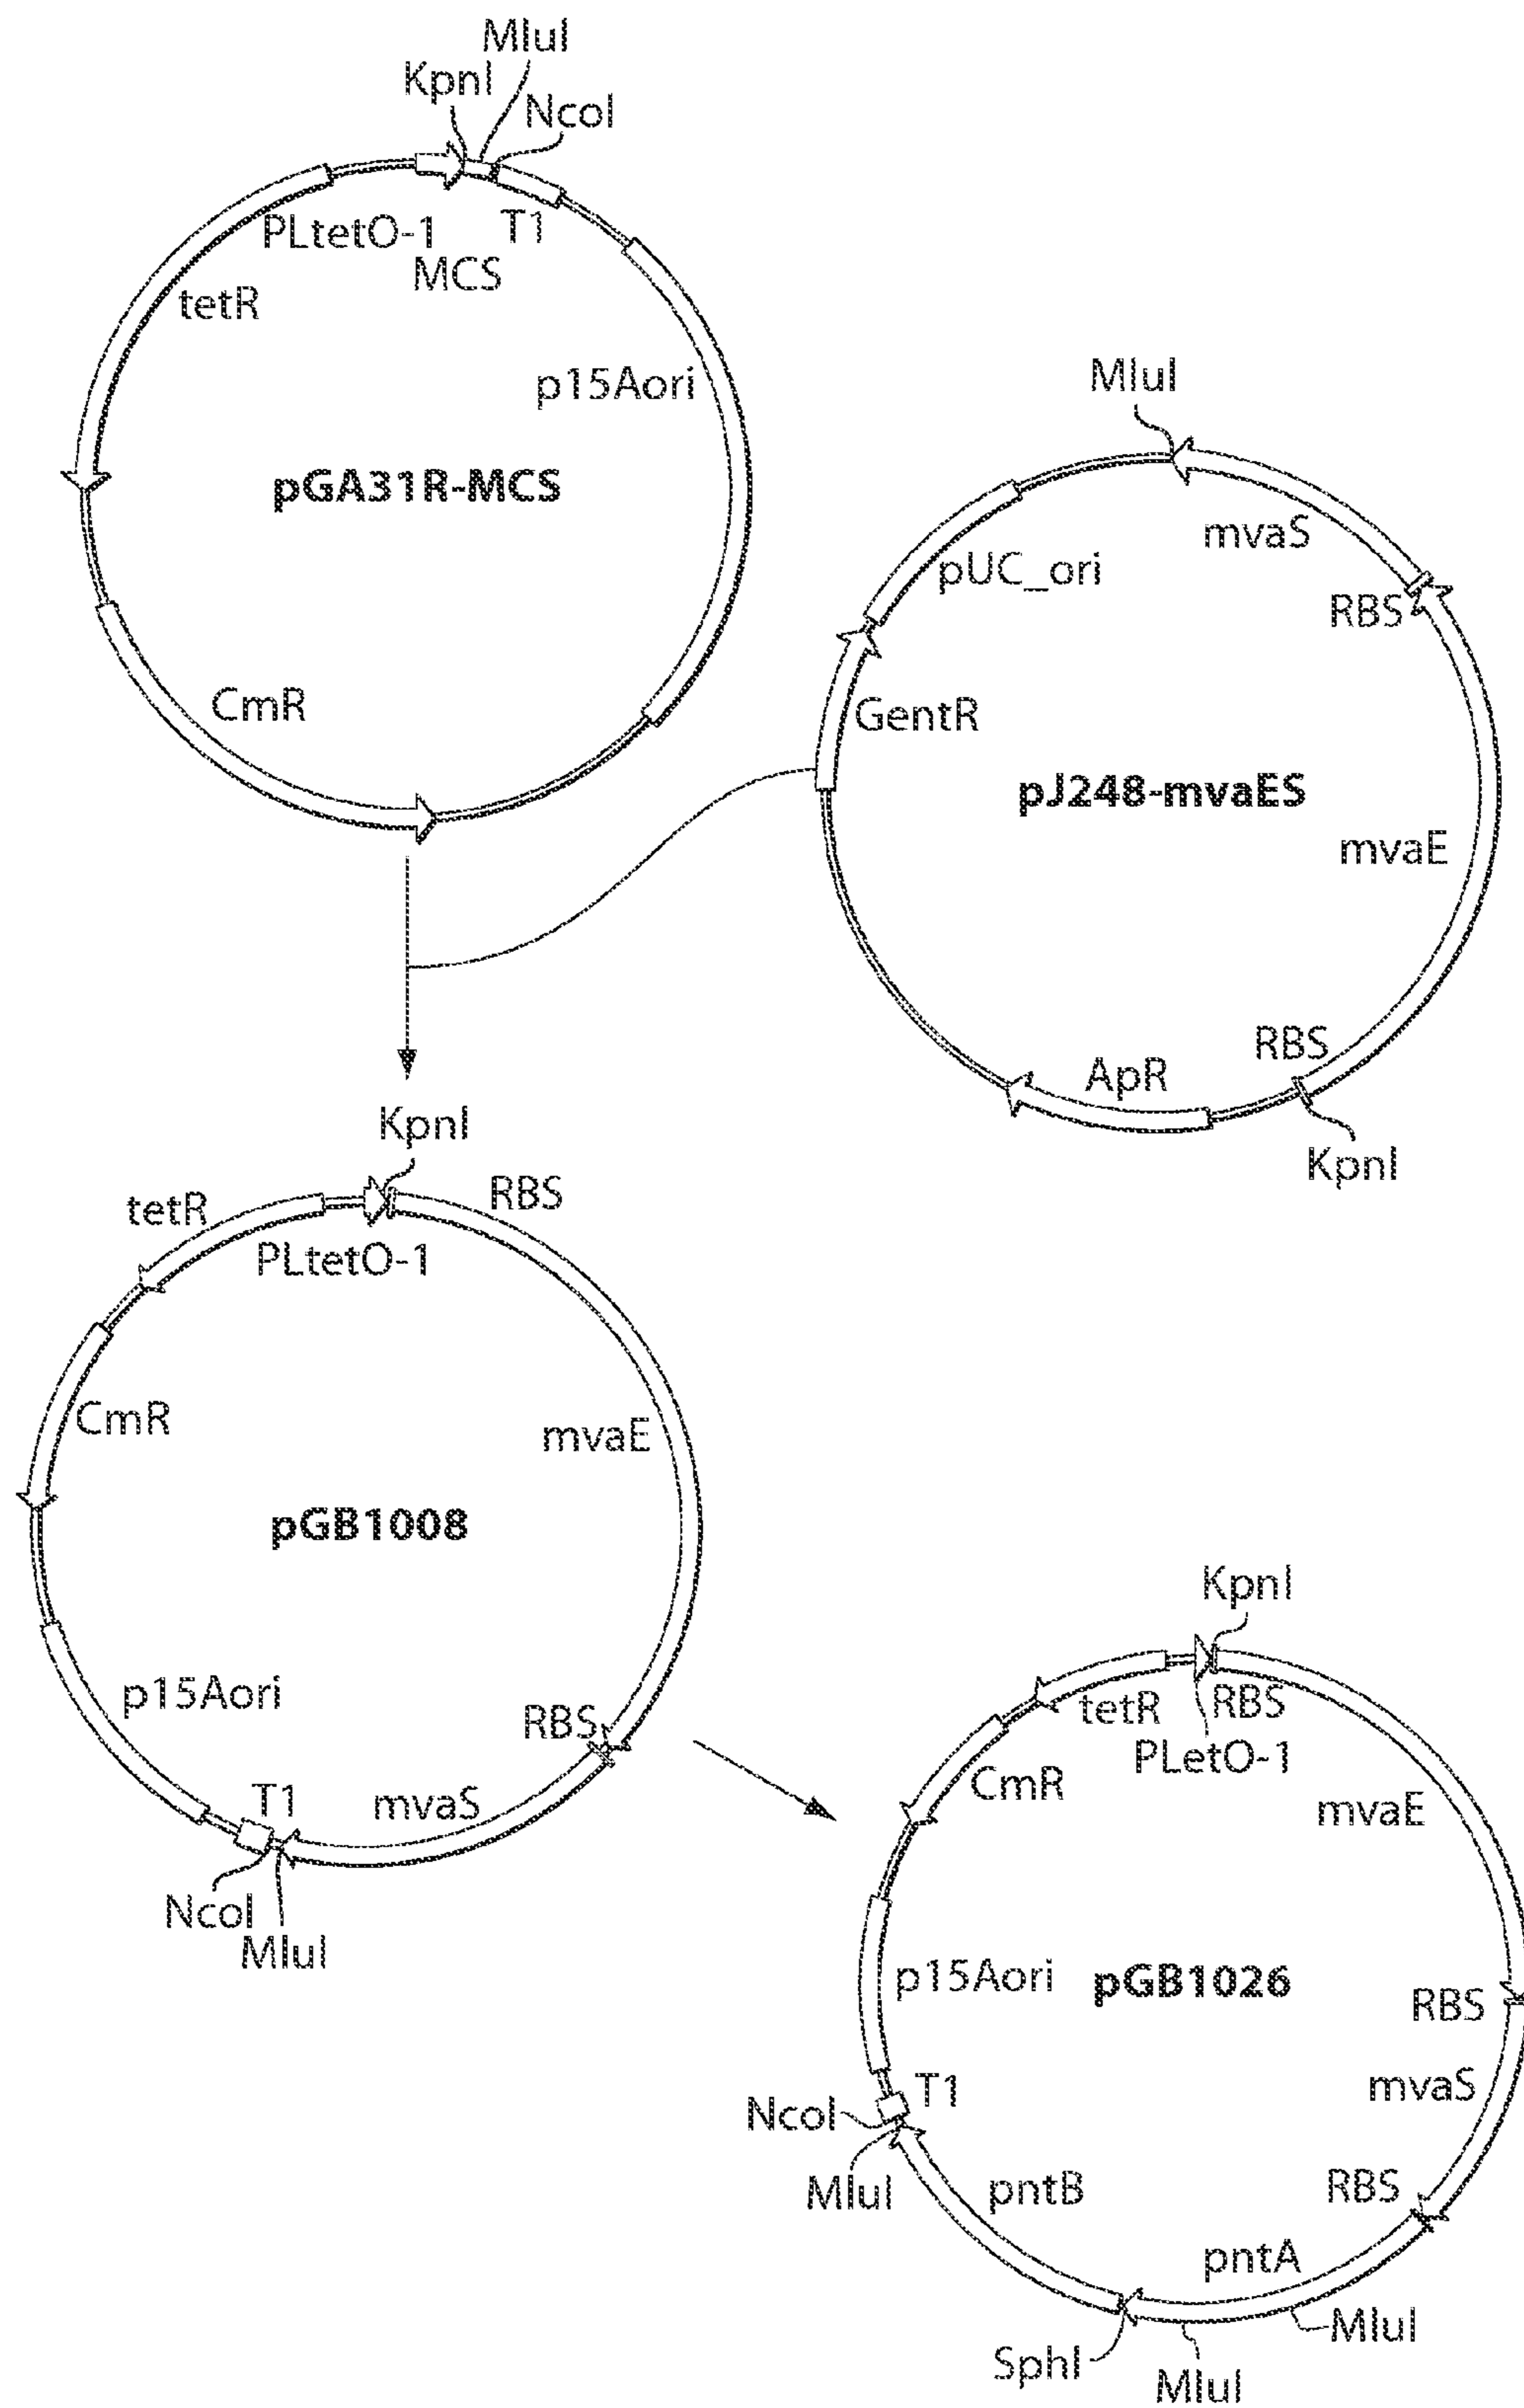 MluI
KpnI
NcoI
PLtetO-1
T1
MCS
tetR
p15Aori
pGA31R-MCS
CmR
MluI
mvaS
pUC_ori
RBS
GentR
pJ248-mvaES
mvaE
RBS
ApR
KpnI
KpnI
tetR
RBS
PLtetO-1
CmR
mvaE
pGB1008
p15Aori
RBS
T1
mvaS
NcoI
MluI
KpnI
tetR
RBS
PLetO-1
CmR
mvaE
p15Aori
pGB1026
RBS
T1
mvaS
NcoI
MluI
pntB
RBS
pntA
MluI
SphI
MluI